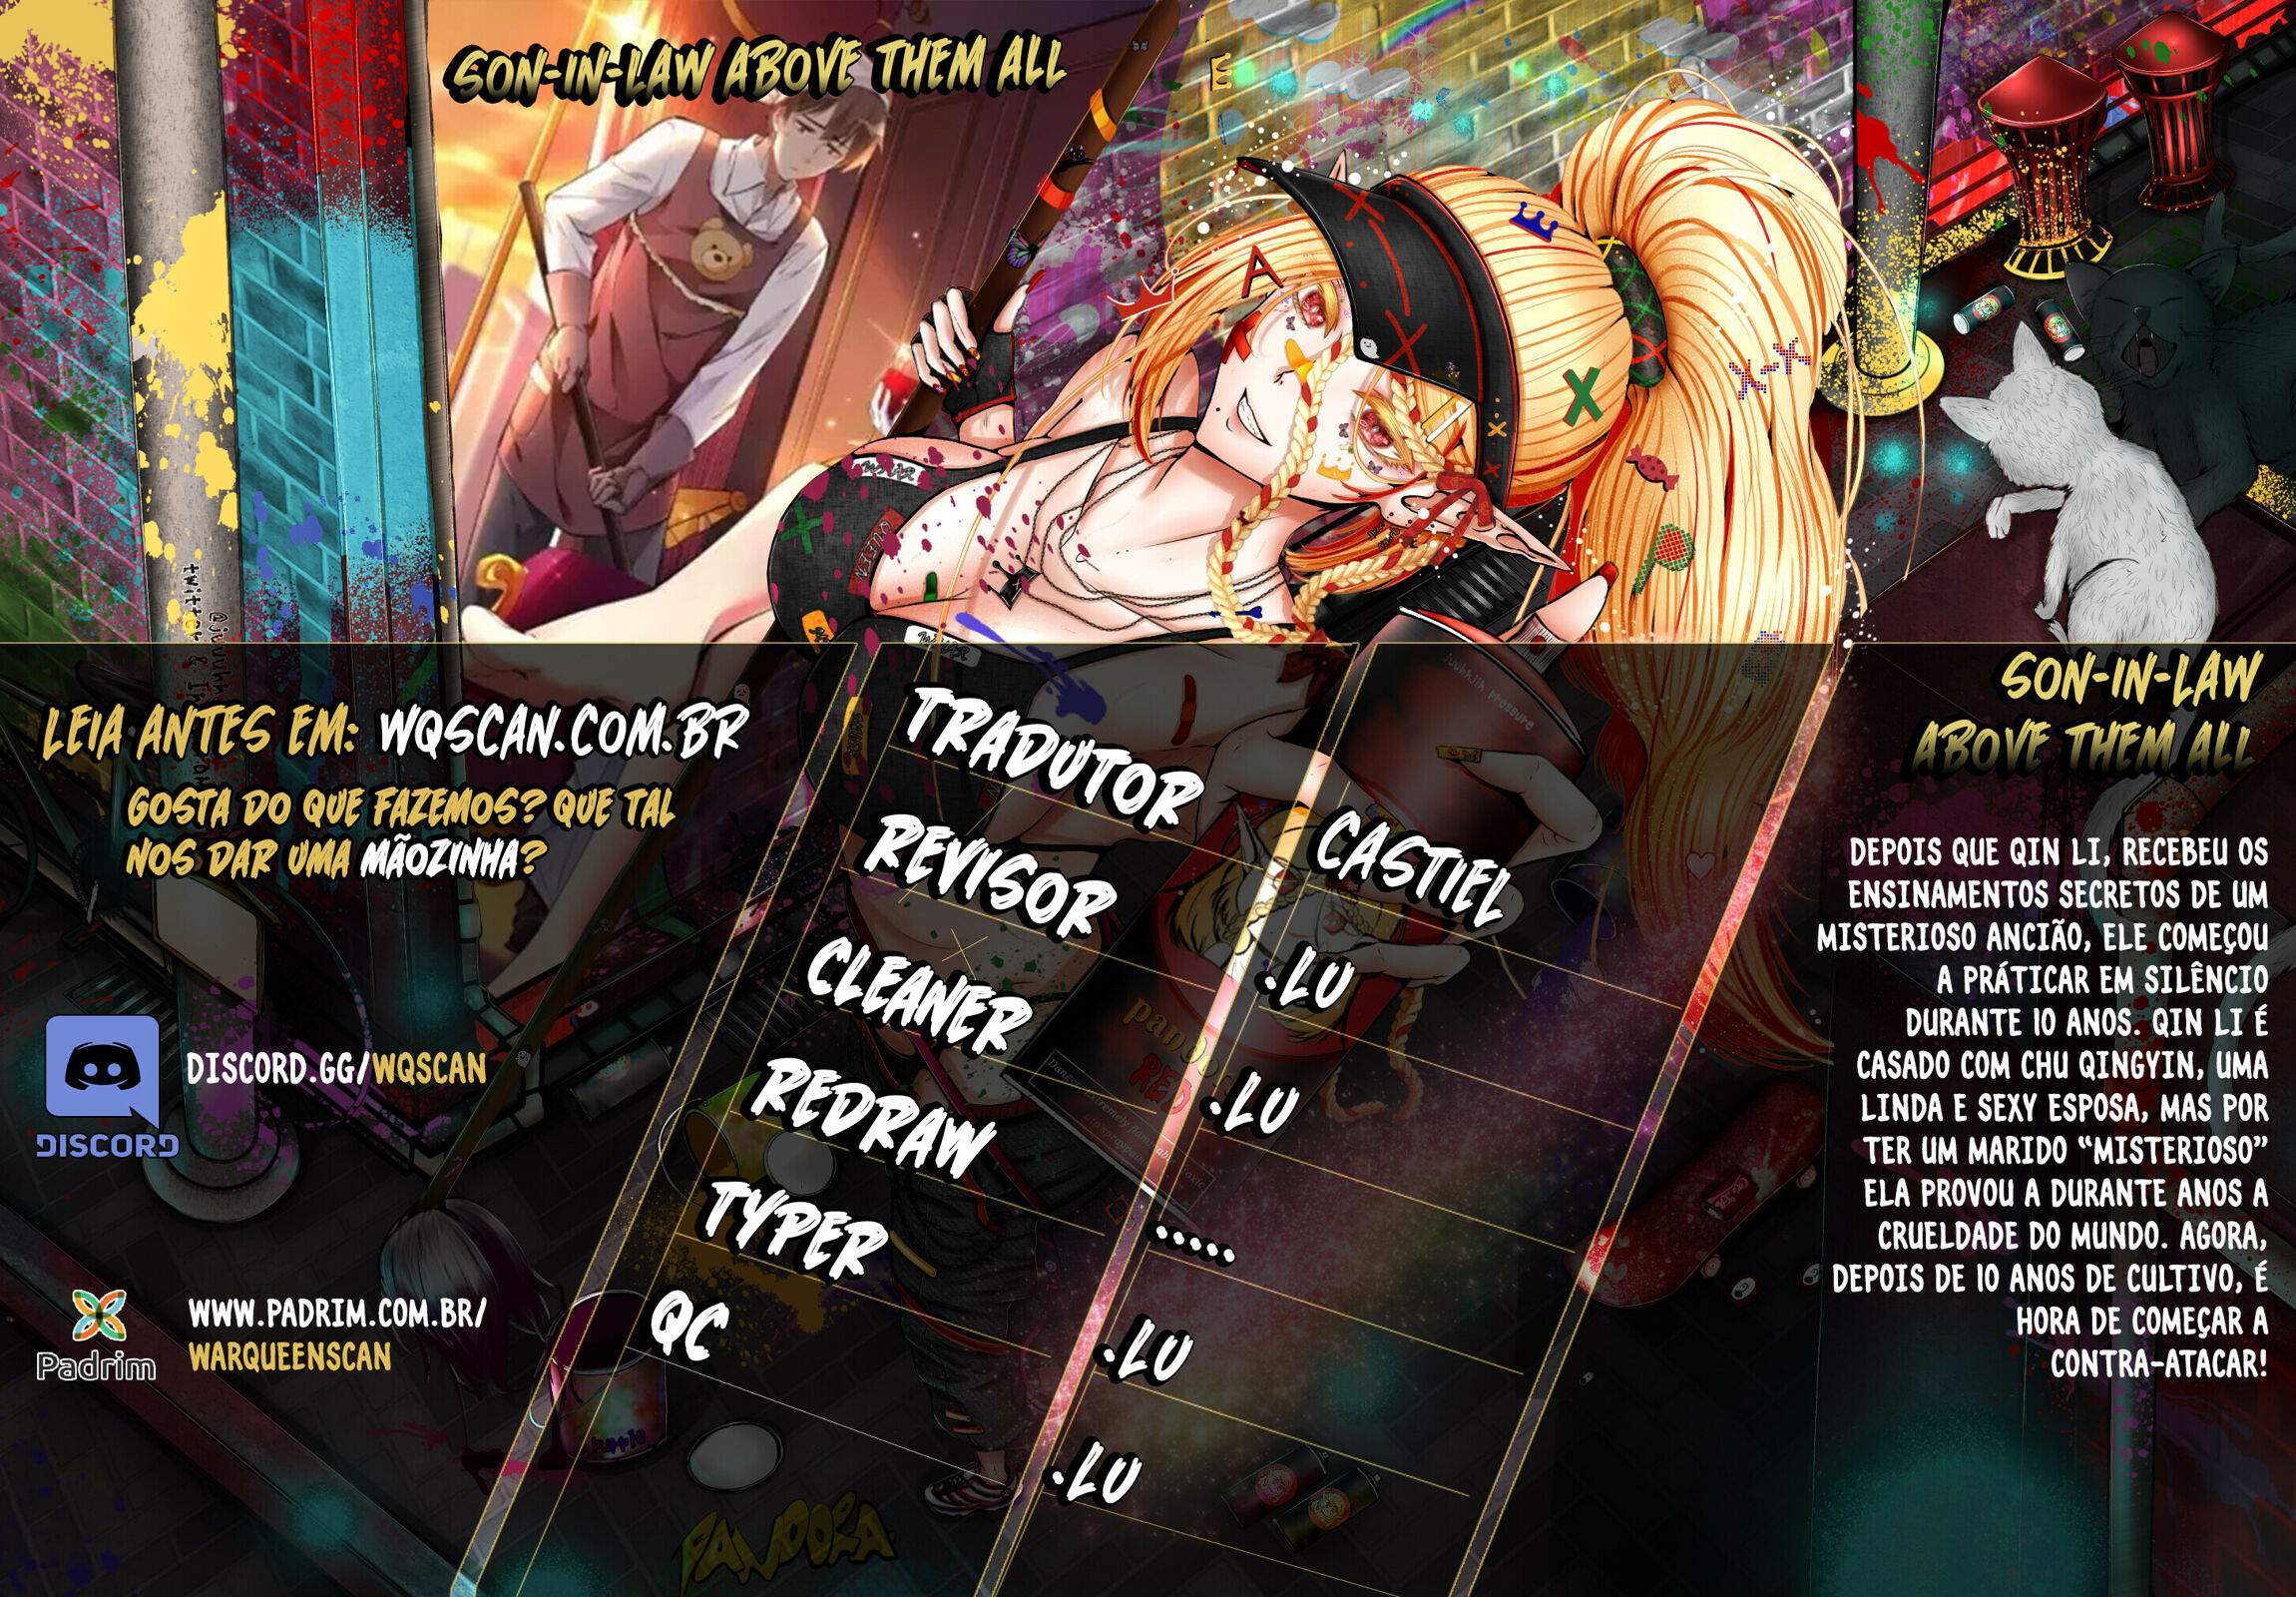 SON-IN-LAW ABOVE THEM ALL
LEIA ANTES EM: WQSCAN.COM.BR
GOSTA DO QUE FAZEMOS? QUE TAL
NOS DAR UMA MÃOZINHA?
DISCORD
DISCORD.GG/WQSCAN
Padrim
WWW.PADRIM.COM.BR/
WARQUEENSCAN
TRADUTOR
CASTIEL
REVISOR
.LU
CLEANER
.LU
REDRAW
.....
TYPER
.LU
QC
.LU
PANDORA
SON-IN-LAW
ABOVE THEM ALL
DEPOIS QUE QIN LI, RECEBEU OS
ENSINAMENTOS SECRETOS DE UM
MISTERIOSO ANCIÃO, ELE COMEÇOU
A PRÁTICAR EM SILÊNCIO
DURANTE 10 ANOS. QIN LI É
CASADO COM CHU QINGYIN, UMA
LINDA E SEXY ESPOSA, MAS POR
TER UM MARIDO “MISTERIOSO”
ELA PROVOU A DURANTE ANOS A
CRUELDADE DO MUNDO. AGORA,
DEPOIS DE 10 ANOS DE CULTIVO, É
HORA DE COMEÇAR A
CONTRA-ATACAR!